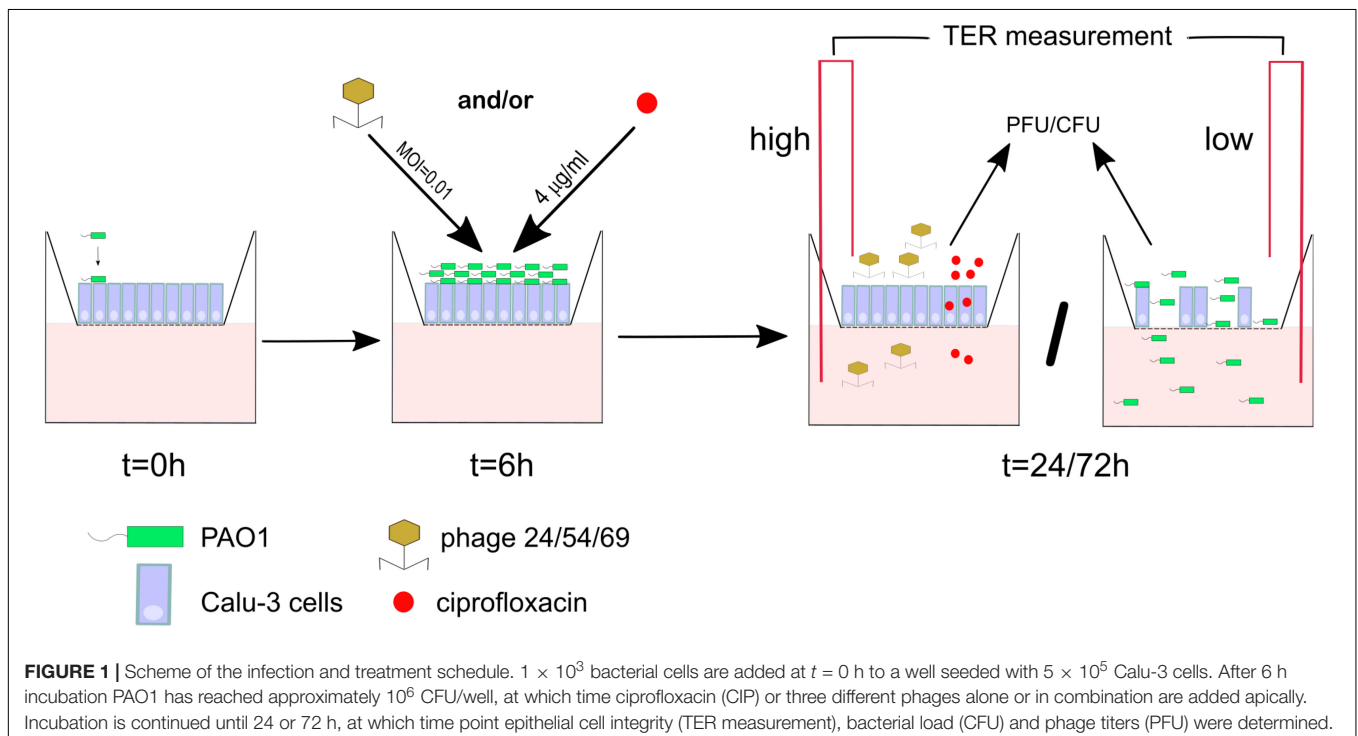 TER measurement
and/or
high
PFU/CFU
low
MOI=0.01
4 µg/ml
t=0h
t=6h
t=24/72h
PAO1
phage 24/54/69
Calu-3 cells
ciprofloxacin
FIGURE 1 | Scheme of the infection and treatment schedule. 1 × 10³ bacterial cells are added at t = 0 h to a well seeded with 5 × 10⁵ Calu-3 cells. After 6 h
incubation PAO1 has reached approximately 10⁶ CFU/well, at which time ciprofloxacin (CIP) or three different phages alone or in combination are added apically.
Incubation is continued until 24 or 72 h, at which time point epithelial cell integrity (TER measurement), bacterial load (CFU) and phage titers (PFU) were determined.